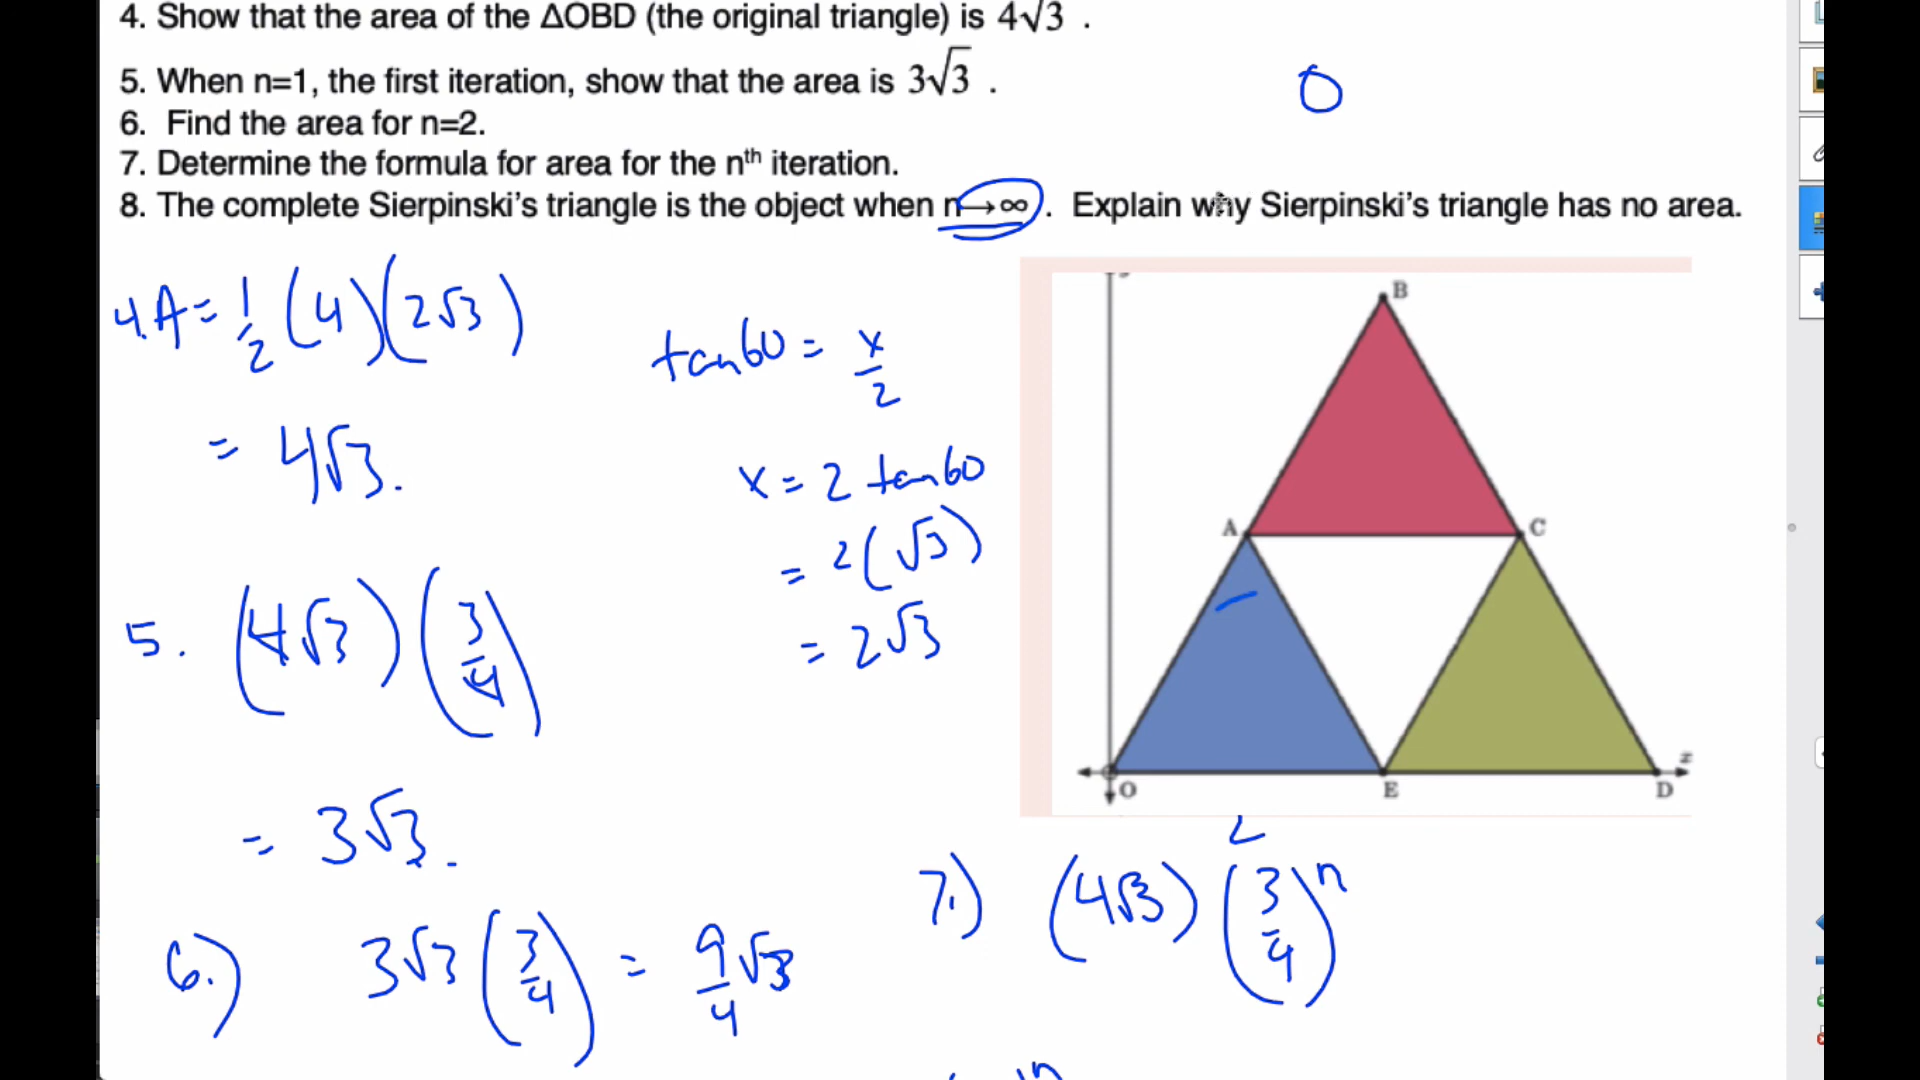 4. Show that the area of the ΔOBD (the original triangle) is 4√3 .
5. When n=1, the first iteration, show that the area is 3√3 .
6. Find the area for n=2.
7. Determine the formula for area for the nth iteration.
8. The complete Sierpinski's triangle is the object when n→∞ . Explain why Sierpinski's triangle has no area.
0
4. A = 1/2 (4)(2√3)
= 4√3.
tan60 = x/2
x = 2 tan60
= 2(√3)
= 2√3
B
A
C
O
E
D
x
2
5. (4√3)(3/4)
= 3√3.
6.) 3√3 (3/4) = 9/4 √3
7.) (4√3)(3/4)^n